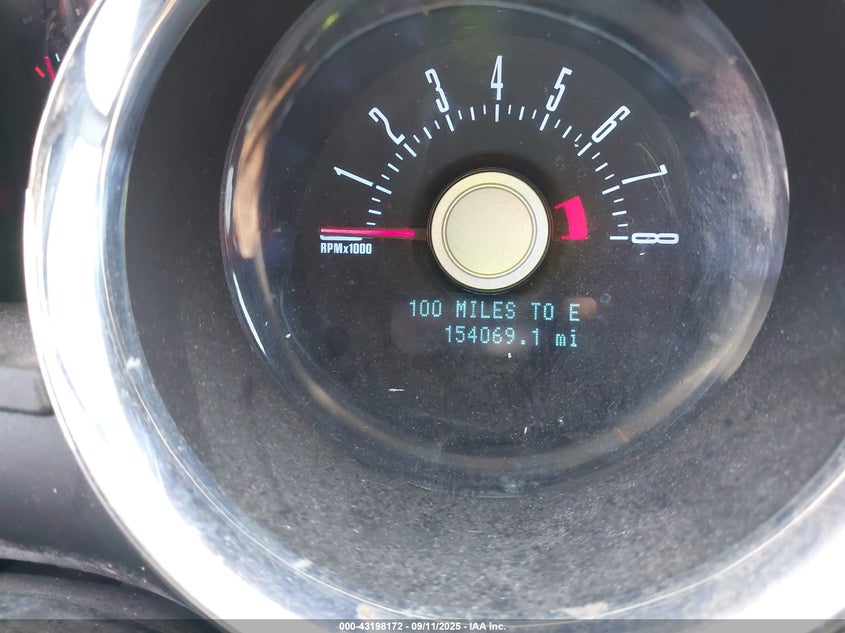 1 2 3 4 5 6 7 8
RPMx1000
100 MILES TO E
154069.1 mi
000-43198172 • 09/11/2025 - IAA Inc.